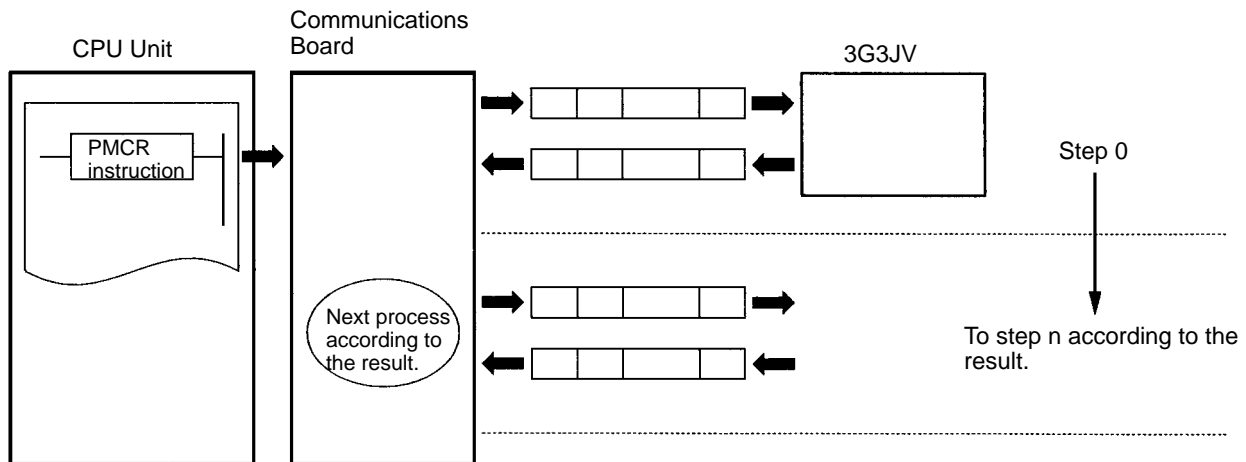 Communications
Board
CPU Unit
3G3JV
PMCR
instruction
Step 0
Next process
according to
the result.
To step n according to the
result.